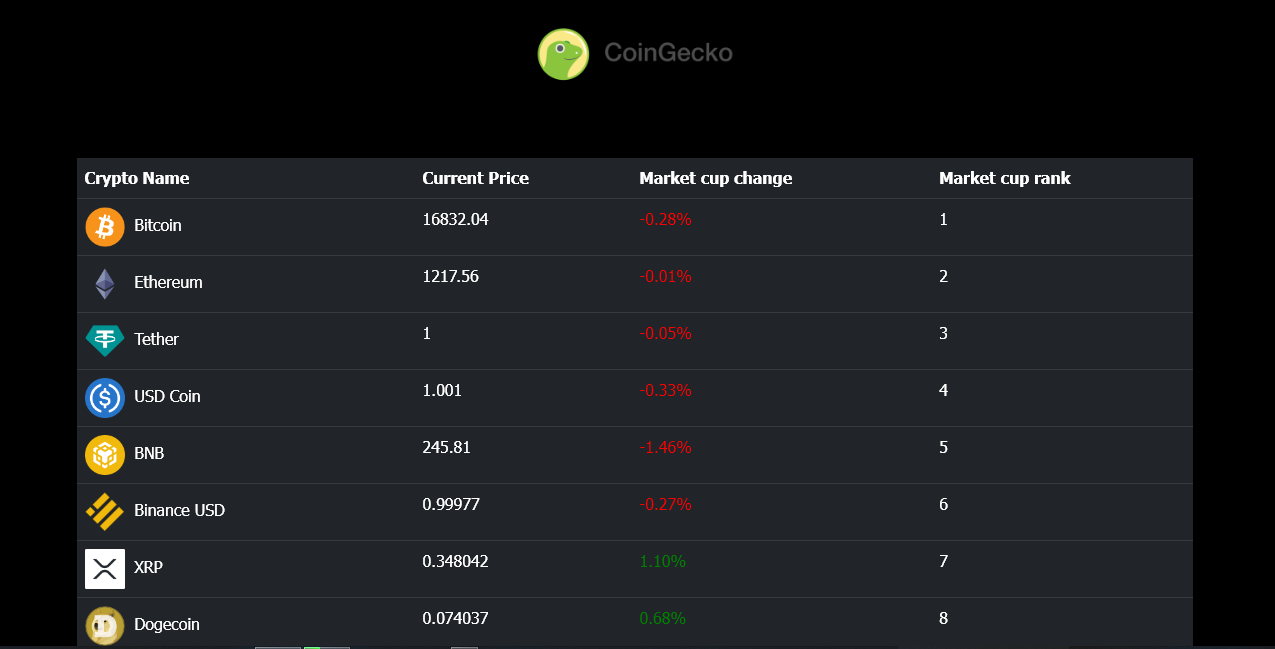 CoinGecko
Crypto Name Current Price Market cup change Market cup rank
Bitcoin 16832.04 -0.28% 1
Ethereum 1217.56 -0.01% 2
Tether 1 -0.05% 3
USD Coin 1.001 -0.33% 4
BNB 245.81 -1.46% 5
Binance USD 0.99977 -0.27% 6
XRP 0.348042 1.10% 7
Dogecoin 0.074037 0.68% 8